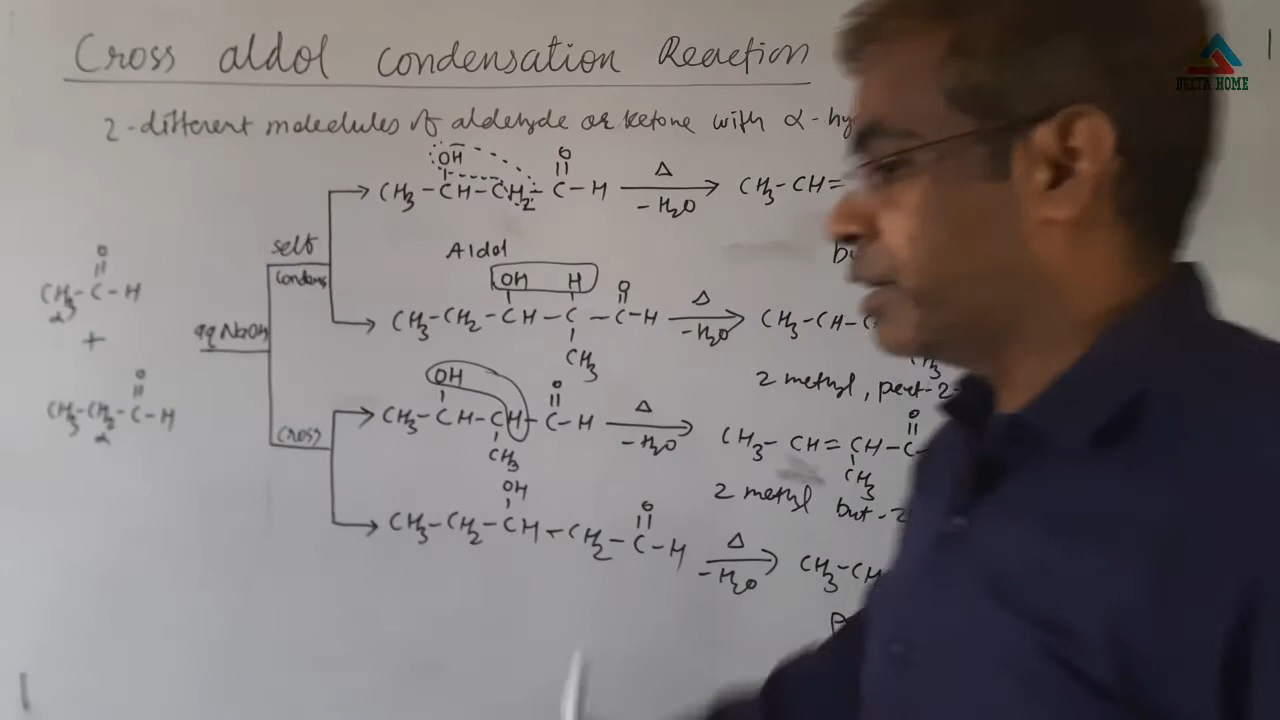 Cross aldol condensation Reaction
2-different molecules of aldehyde or ketone with α-hy
OH O
CH3-CH-CH2-C-H Δ -H2O CH3-CH=
self
Condens
Aldol
OH H O
CH3-CH2-CH-C-C-H Δ -H2O CH3-CH-C
CH3 CH3
2 methyl, pent-2-
O
CH3-C-H
α
+
O
CH3-CH2-C-H
α
aq NaOH
Cross
OH O O
CH3-CH-CH-C-H Δ -H2O CH3-CH=CH-C-
CH3 CH3
2 methyl but-2
OH O
CH3-CH2-CH-CH2-C-H Δ -H2O CH3-CH
DELTA HOME